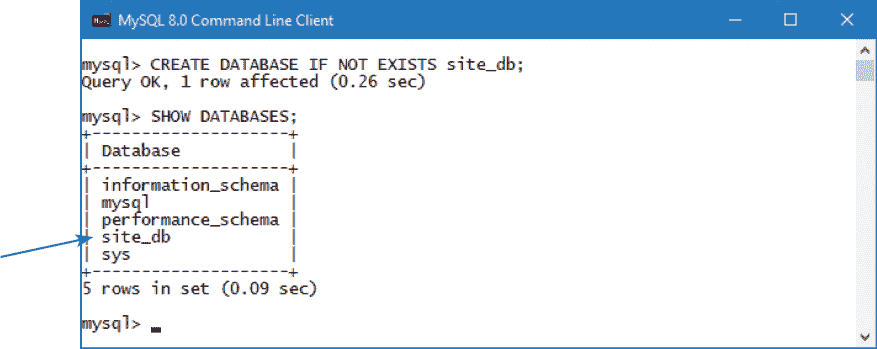 MySQL 8.0 Command Line Client
mysql> CREATE DATABASE IF NOT EXISTS site_db;
Query OK, 1 row affected (0.26 sec)
mysql> SHOW DATABASES;
+--------------------+
| Database           |
+--------------------+
| information_schema |
| mysql              |
| performance_schema |
| site_db            |
| sys                |
+--------------------+
5 rows in set (0.09 sec)
mysql> _